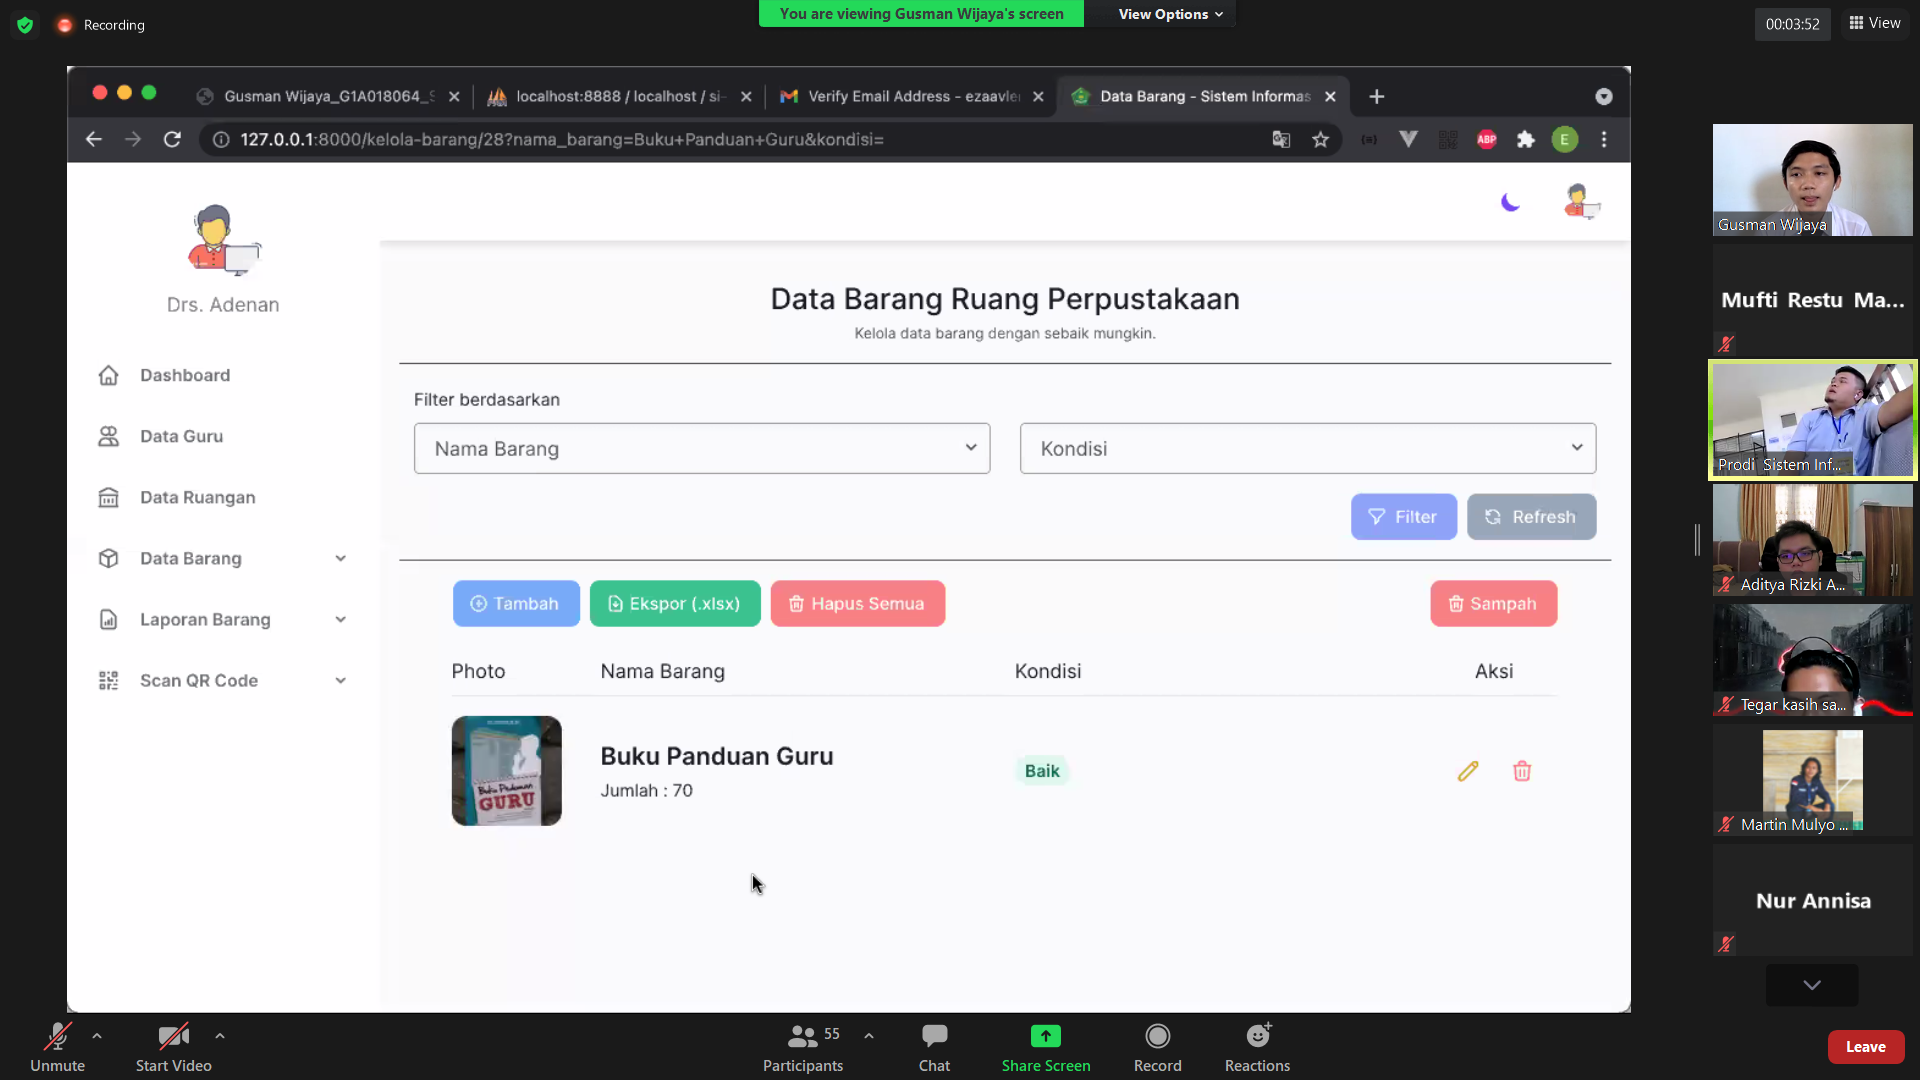 Recording
You are viewing Gusman Wijaya's screen
View Options
00:03:52
View
Gusman Wijaya_G1A018064_S
localhost:8888 / localhost / si-
Verify Email Address - ezaavle
Data Barang - Sistem Informas
127.0.0.1:8000/kelola-barang/28?nama_barang=Buku+Panduan+Guru&kondisi=
ABP
E
Drs. Adenan
Dashboard
Data Guru
Data Ruangan
Data Barang
Laporan Barang
Scan QR Code
Data Barang Ruang Perpustakaan
Kelola data barang dengan sebaik mungkin.
Filter berdasarkan
Nama Barang
Kondisi
Filter
Refresh
Tambah
Ekspor (.xlsx)
Hapus Semua
Sampah
Photo
Nama Barang
Kondisi
Aksi
Buku Pedoman
GURU
Buku Panduan Guru
Jumlah : 70
Baik
Gusman Wijaya
Mufti Restu Ma...
Prodi Sistem Inf...
Aditya Rizki A...
Tegar kasih sa...
Martin Mulyo ...
Nur Annisa
Unmute
Start Video
Participants
55
Chat
Share Screen
Record
Reactions
Leave